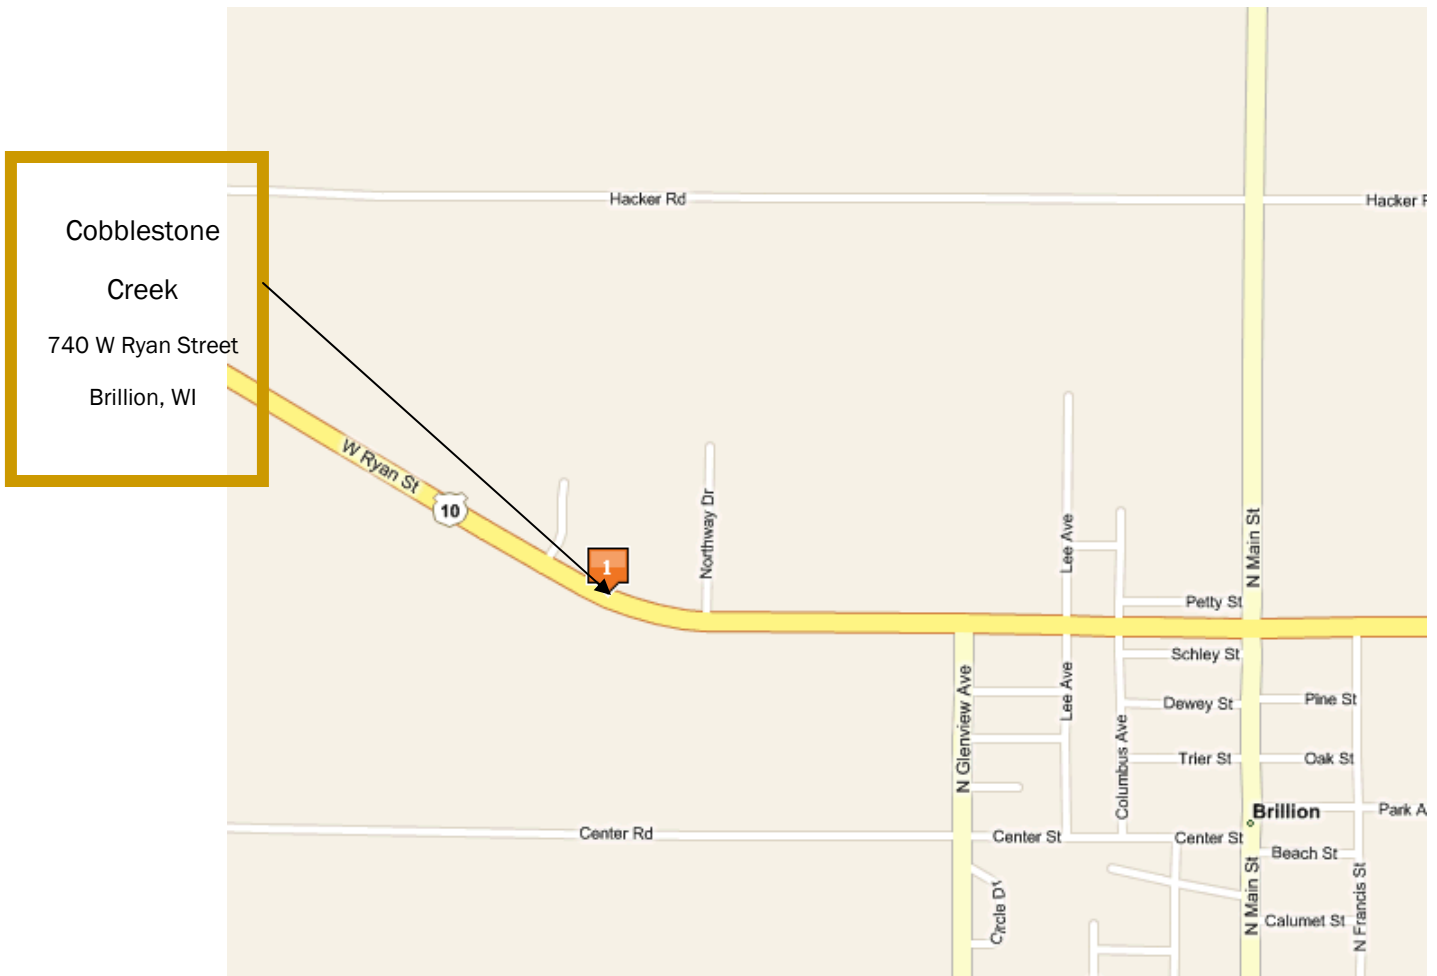 Hacker Rd
Hacker
Cobblestone
Creek
740 W Ryan Street
Brillion, WI
W Ryan St
10
1
Northway Dr
Lee Ave
N Main St
Petty St
Schley St
Lee Ave
N Glenview Ave
Dewey St
Pine St
Columbus Ave
Trier St
Oak St
Brillion
Park A
Center Rd
Center St
Center St
Beach St
N Main St
Circle D
Calumet St
N Francis St